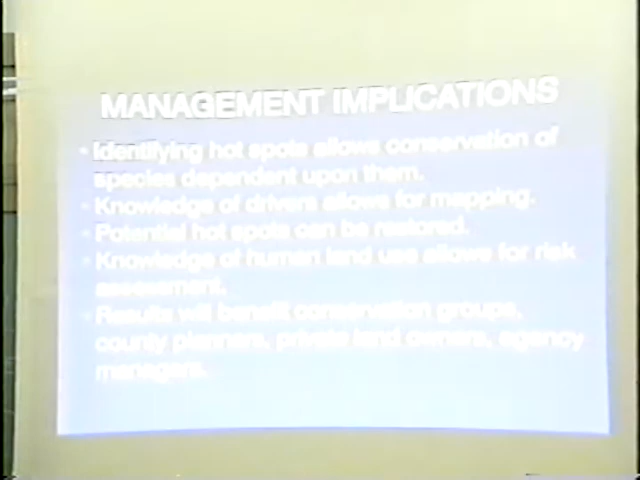 MANAGEMENT IMPLICATIONS
• Identifying hot spots allows conservation of
species dependent upon them.
• Knowledge of drivers allows for mapping.
• Potential hot spots can be restored.
• Knowledge of human land use allows for risk
assessment.
• Results will benefit conservation groups,
county planners, private land owners, agency
managers.